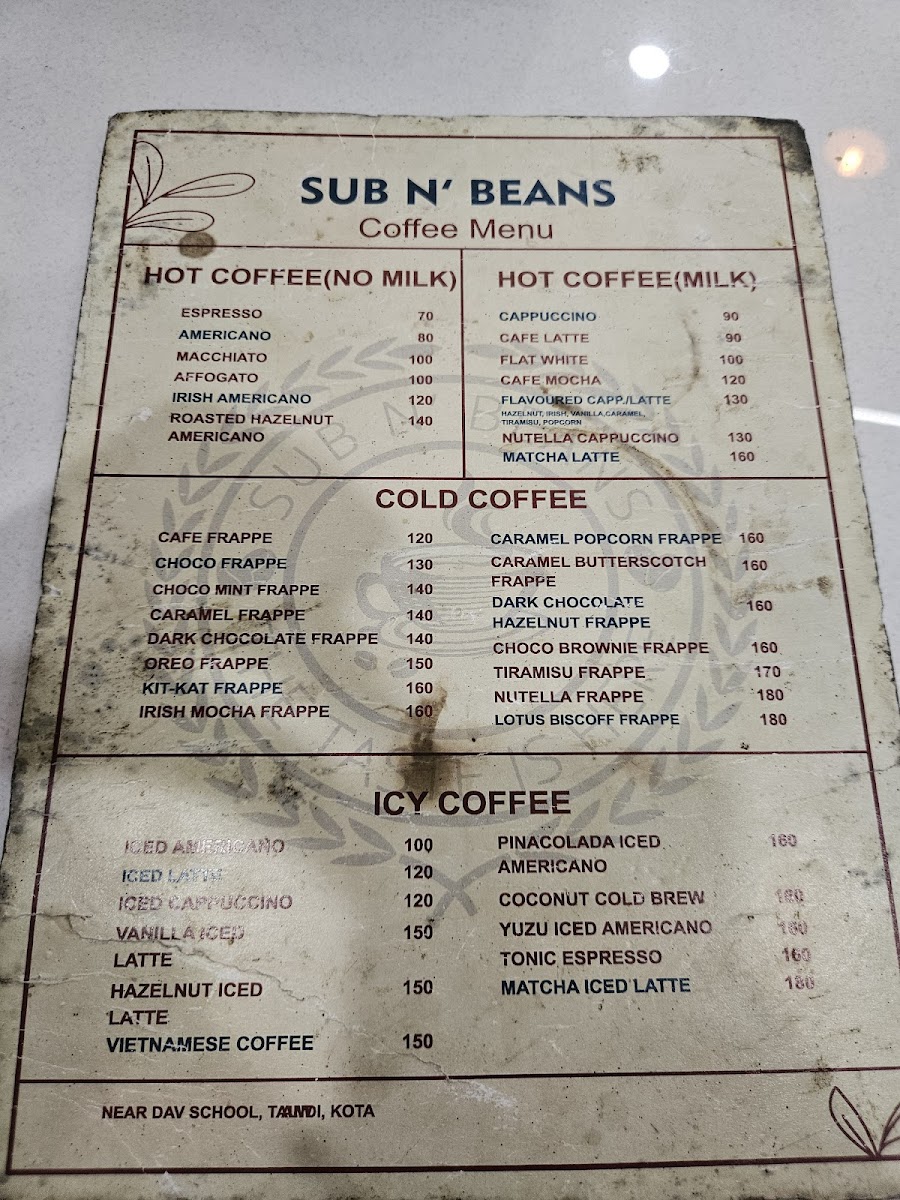 SUB N' BEANS
Coffee Menu
HOT COFFEE(NO MILK)
ESPRESSO 70
AMERICANO 80
MACCHIATO 100
AFFOGATO 100
IRISH AMERICANO 120
ROASTED HAZELNUT 140
AMERICANO
HOT COFFEE(MILK)
CAPPUCCINO 90
CAFE LATTE 90
FLAT WHITE 100
CAFE MOCHA 120
FLAVOURED CAPP./LATTE 130
HAZELNUT, IRISH, VANILLA,CARAMEL,
TIRAMISU, POPCORN
NUTELLA CAPPUCCINO 130
MATCHA LATTE 160
COLD COFFEE
CAFE FRAPPE 120
CHOCO FRAPPE 130
CHOCO MINT FRAPPE 140
CARAMEL FRAPPE 140
DARK CHOCOLATE FRAPPE 140
OREO FRAPPE 150
KIT-KAT FRAPPE 160
IRISH MOCHA FRAPPE 160
CARAMEL POPCORN FRAPPE 160
CARAMEL BUTTERSCOTCH 160
FRAPPE
DARK CHOCOLATE 160
HAZELNUT FRAPPE
CHOCO BROWNIE FRAPPE 160
TIRAMISU FRAPPE 170
NUTELLA FRAPPE 180
LOTUS BISCOFF FRAPPE 180
ICY COFFEE
ICED AMERICANO 100
ICED LATTE 120
ICED CAPPUCCINO 120
VANILLA ICED 150
LATTE
HAZELNUT ICED 150
LATTE
VIETNAMESE COFFEE 150
PINACOLADA ICED 160
AMERICANO
COCONUT COLD BREW
YUZU ICED AMERICANO
TONIC ESPRESSO 160
MATCHA ICED LATTE 180
NEAR DAV SCHOOL, KOTA
SUB N' BEANS